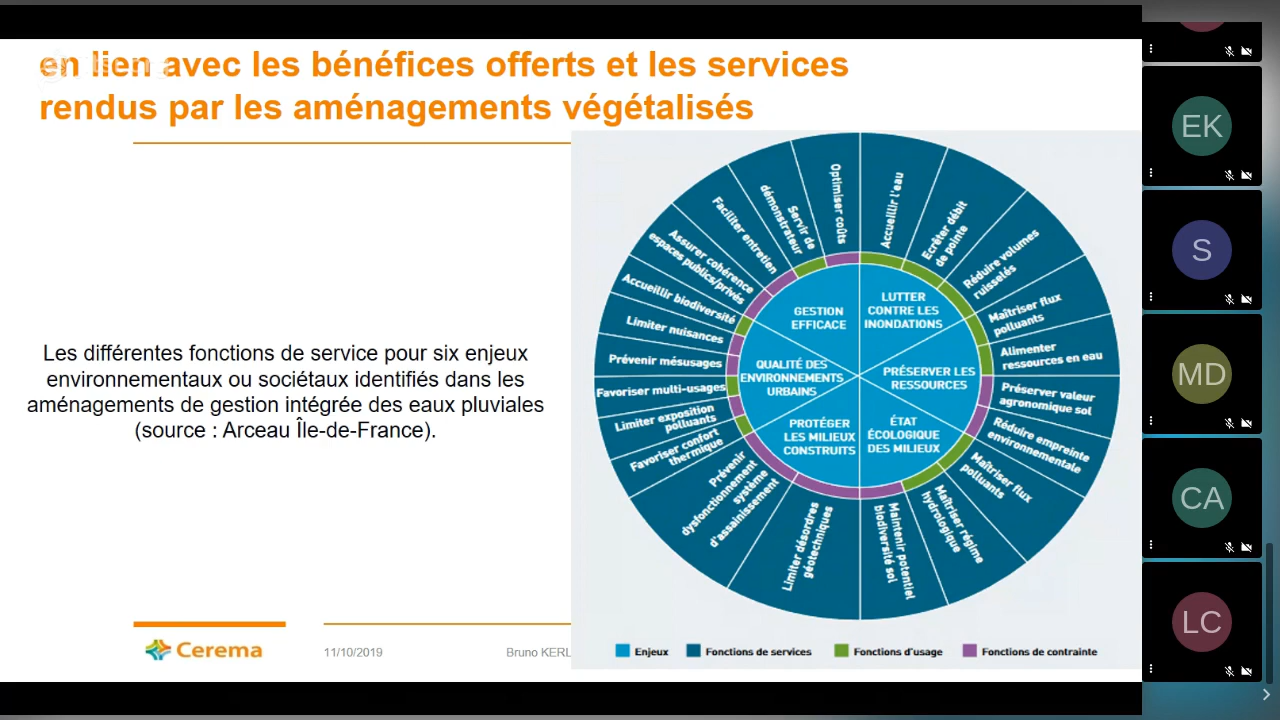 en lien avec les bénéfices offerts et les services
rendus par les aménagements végétalisés
Les différentes fonctions de service pour six enjeux
environnementaux ou sociétaux identifiés dans les
aménagements de gestion intégrée des eaux pluviales
(source : Arceau Île-de-France).
Optimiser coûts
Accueillir l'eau
Ecrêter débit
de pointe
Réduire volumes
ruisselés
Maîtriser flux
polluants
Alimenter
ressources en eau
Préserver valeur
agronomique sol
Réduire empreinte
environnementale
Maîtriser flux
polluants
Maîtriser régime
hydrologique
Maintenir potentiel
biodiversité sol
Limiter désordres
géotechniques
Prévenir
dysfonctionnement
système
d'assainissement
Favoriser confort
thermique
Limiter exposition
polluants
Favoriser multi-usages
Prévenir mésusages
Limiter nuisances
Accueillir biodiversité
Assurer cohérence
espaces publics/privés
Faciliter entretien
Servir de
démonstrateur
GESTION
EFFICACE
LUTTER
CONTRE LES
INONDATIONS
QUALITÉ DES
ENVIRONNEMENTS
URBAINS
PRÉSERVER LES
RESSOURCES
PROTÉGER
LES MILIEUX
CONSTRUITS
ÉTAT
ÉCOLOGIQUE
DES MILIEUX
Enjeux
Fonctions de services
Fonctions d'usage
Fonctions de contrainte
Cerema
11/10/2019
Bruno KERL
EK
S
MD
CA
LC